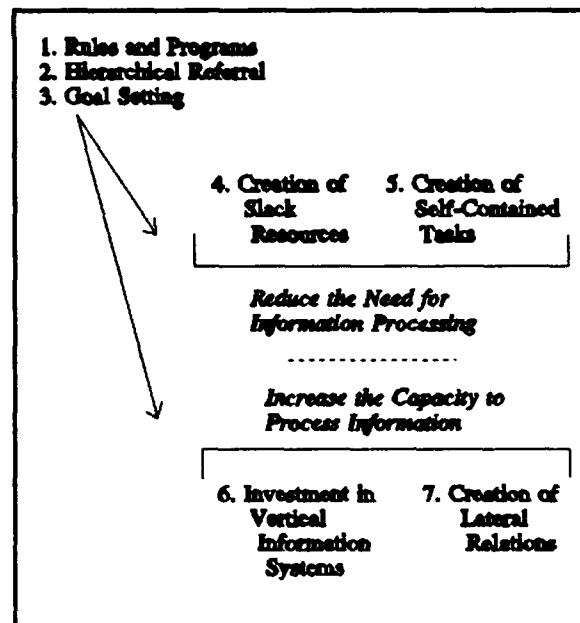 1. Rules and Programs
2. Hierarchical Referral
3. Goal Setting
4. Creation of Slack Resources
5. Creation of Self-Contained Tasks
Reduce the Need for
Information Processing
Increase the Capacity to
Process Information
6. Investment in Vertical Information Systems
7. Creation of Lateral Relations